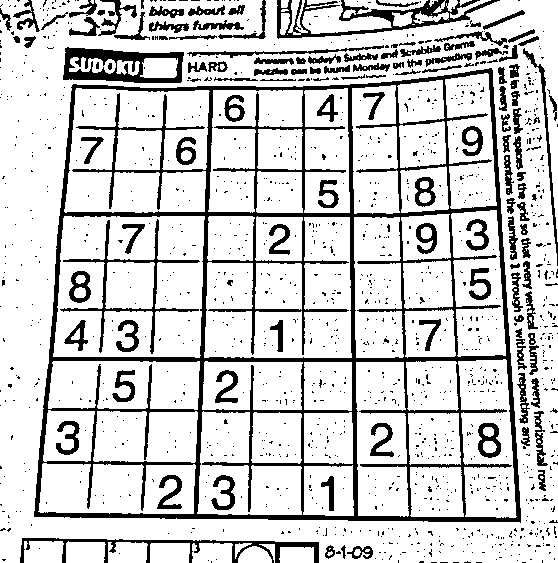 blogs about all
things funnies.
SUDOKU HARD Answers to today's Sudoku and Scrabble Grams
puzzles can be found Monday on the preceding page.
Fill in the blank spaces in the grid so that every vertical column, every horizontal row
and every 3x3 box contains the numbers 1 through 9, without repeating any.
6 4 7
7 6 9
5 8
7 2 9 3
8 5
4 3 1 7
5 2
3 2 8
2 3 1
1 2 3 8-1-09